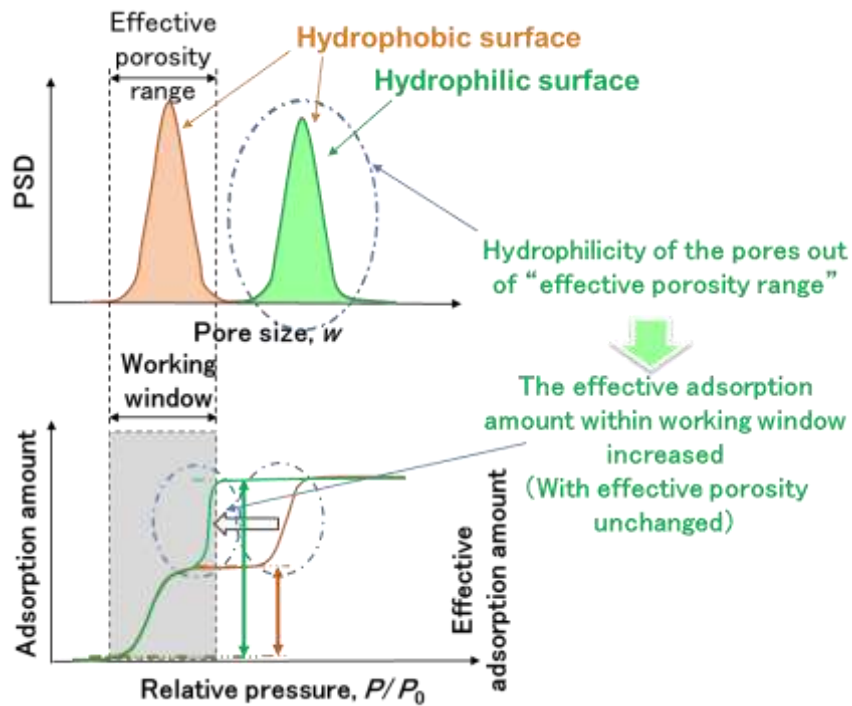 Effective
porosity
range
Hydrophobic surface
Hydrophilic surface
PSD
Hydrophilicity of the pores out
of “effective porosity range”
Pore size, w
Working
window
The effective adsorption
amount within working window
increased
(With effective porosity
unchanged)
Adsorption amount
Effective
adsorption amount
Relative pressure, P/P0